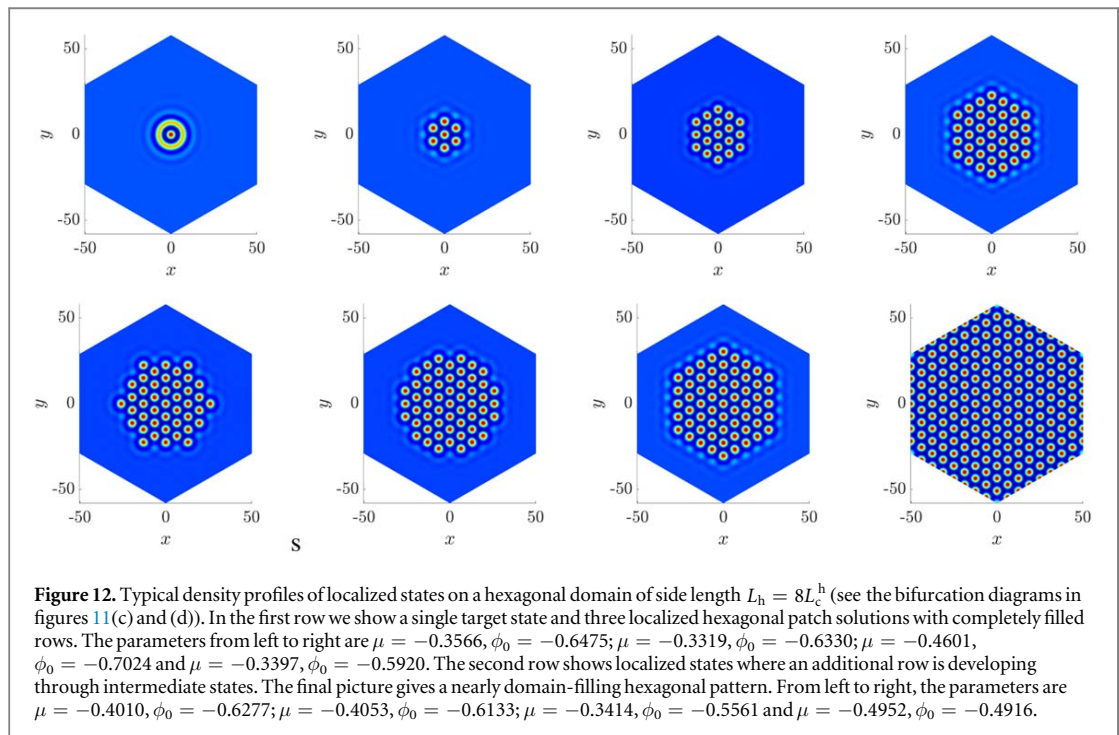 50
50
50
50
y
0
y
0
y
0
y
0
-50
-50
-50
-50
-50 0 50
-50 0 50
-50 0 50
-50 0 50
x
x
x
x
50
50
50
50
y
0
y
0
y
0
y
0
-50
-50
-50
-50
-50 0 50
-50 0 50
-50 0 50
-50 0 50
x
x
x
x
S
Figure 12. Typical density profiles of localized states on a hexagonal domain of side length L_h = 8L_c^h (see the bifurcation diagrams in
figures 11(c) and (d)). In the first row we show a single target state and three localized hexagonal patch solutions with completely filled
rows. The parameters from left to right are μ = −0.3566, ϕ₀ = −0.6475; μ = −0.3319, ϕ₀ = −0.6330; μ = −0.4601,
ϕ₀ = −0.7024 and μ = −0.3397, ϕ₀ = −0.5920. The second row shows localized states where an additional row is developing
through intermediate states. The final picture gives a nearly domain-filling hexagonal pattern. From left to right, the parameters are
μ = −0.4010, ϕ₀ = −0.6277; μ = −0.4053, ϕ₀ = −0.6133; μ = −0.3414, ϕ₀ = −0.5561 and μ = −0.4952, ϕ₀ = −0.4916.